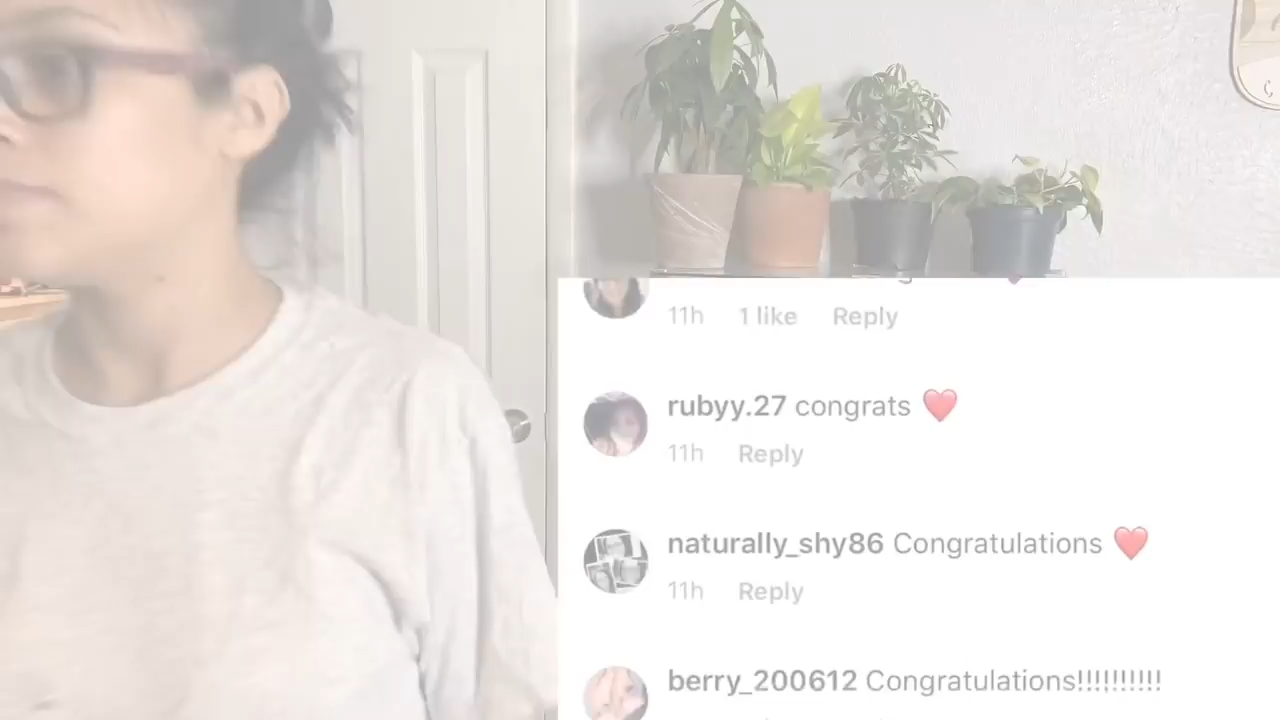 11h 1 like Reply
rubyy.27 congrats ❤️
11h Reply
naturally_shy86 Congratulations ❤️
11h Reply
berry_200612 Congratulations!!!!!!!!!!